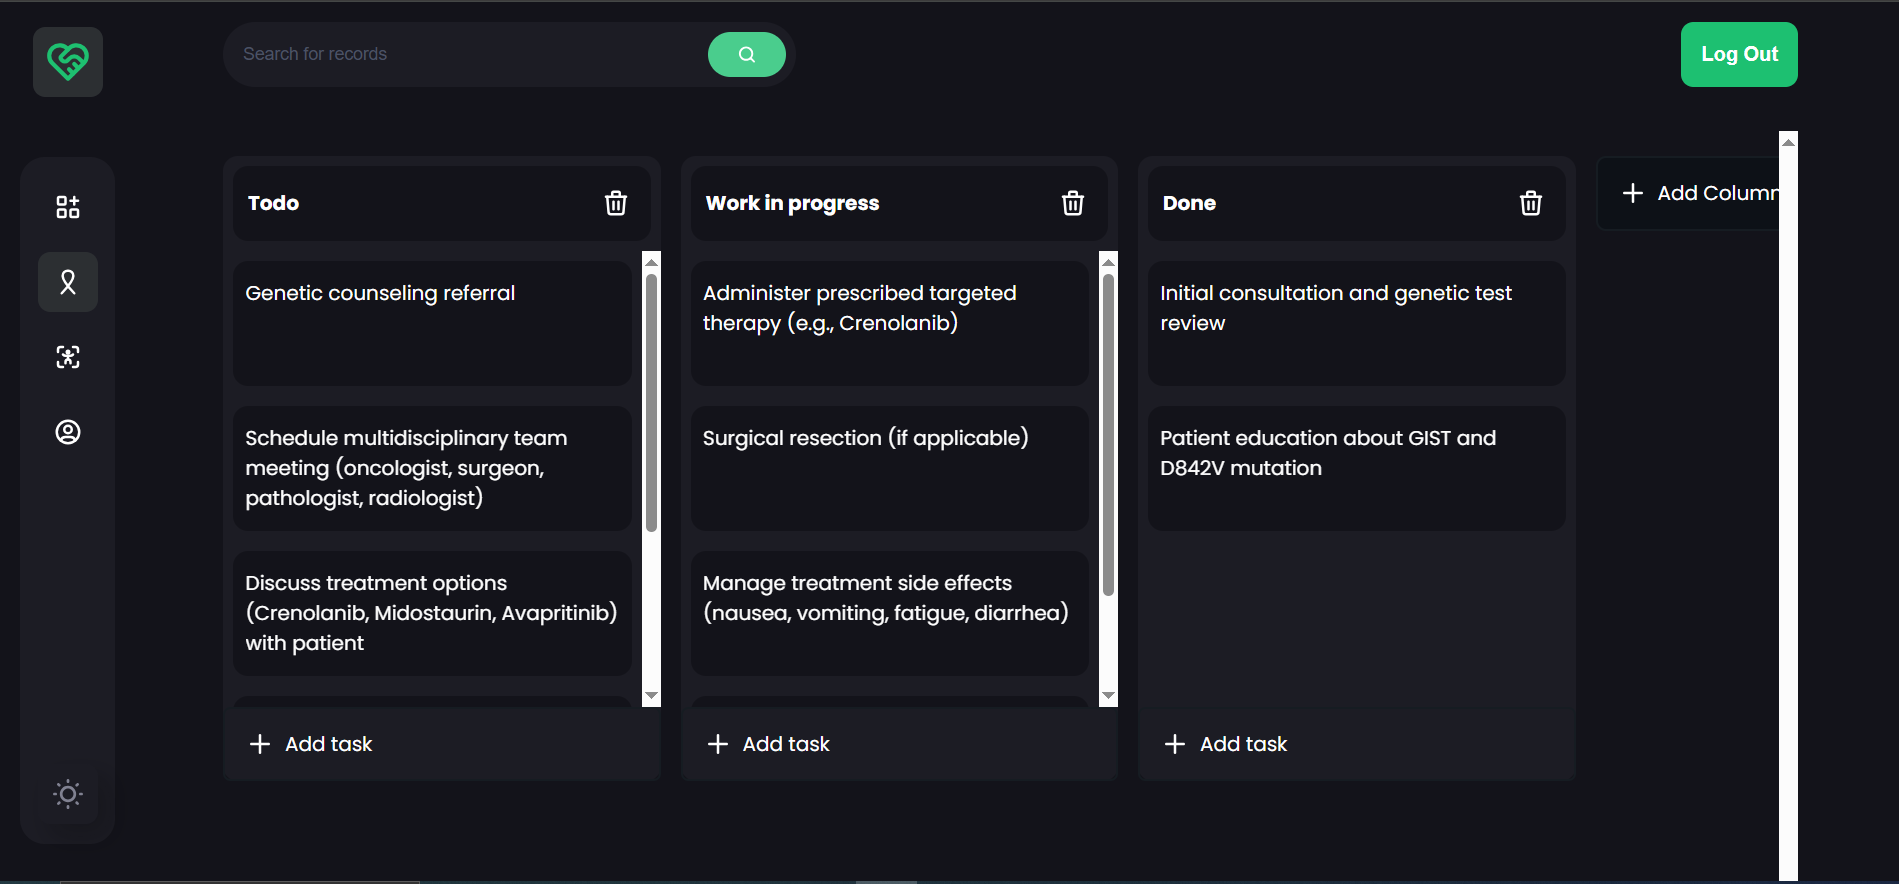 Search for records
Log Out
Todo
Genetic counseling referral
Schedule multidisciplinary team
meeting (oncologist, surgeon,
pathologist, radiologist)
Discuss treatment options
(Crenolanib, Midostaurin, Avapritinib)
with patient
Add task
Work in progress
Administer prescribed targeted
therapy (e.g., Crenolanib)
Surgical resection (if applicable)
Manage treatment side effects
(nausea, vomiting, fatigue, diarrhea)
Add task
Done
Initial consultation and genetic test
review
Patient education about GIST and
D842V mutation
Add task
Add Column